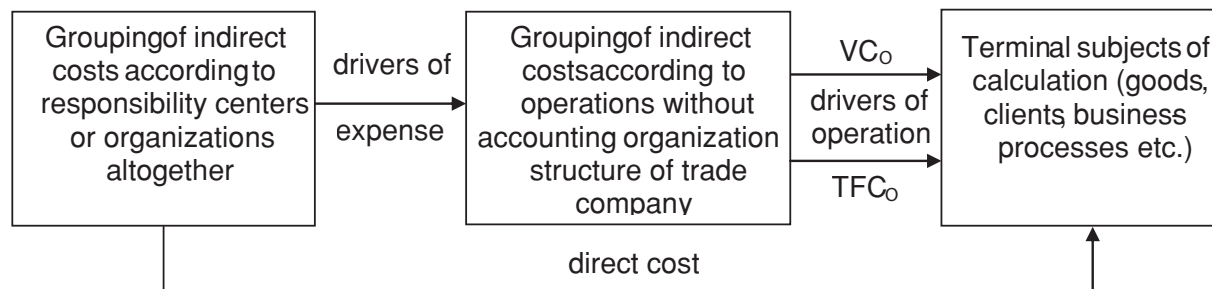 Groupingof indirect
costs according to
responsibility centers
or organizations
altogether
drivers of
expense
Groupingof indirect
costsaccording to
operations without
accounting organization
structure of trade
company
VCO
drivers of
operation
TFCO
Terminal subjects of
calculation (goods,
clients, business
processes etc.)
direct cost